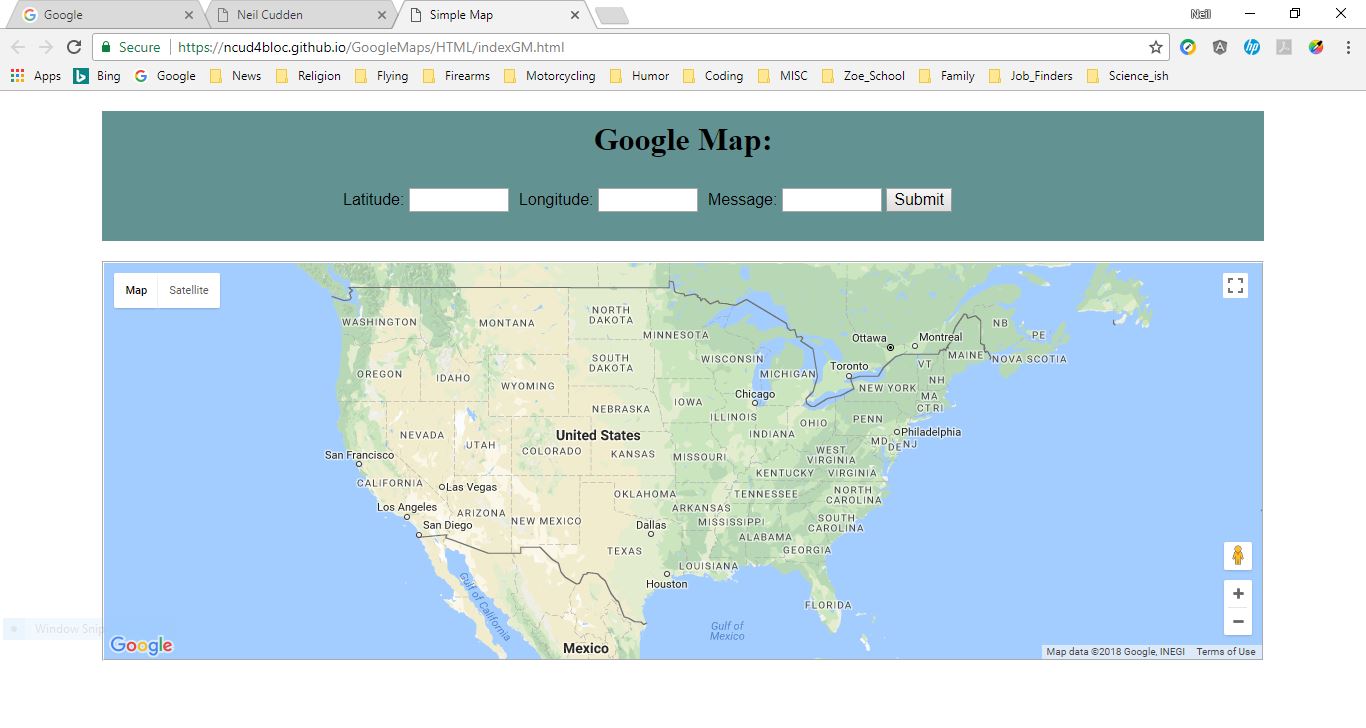 Google
Neil Cudden
Simple Map
Neil
Secure https://ncud4bloc.github.io/GoogleMaps/HTML/indexGM.html
Apps Bing Google News Religion Flying Firearms Motorcycling Humor Coding MISC Zoe_School Family Job_Finders Science_ish
Google Map:
Latitude: Longitude: Message: Submit
Map Satellite
WASHINGTON
MONTANA
NORTH DAKOTA
MINNESOTA
Ottawa
Montreal
NB
PE
MAINE
NOVA SCOTIA
OREGON
IDAHO
SOUTH DAKOTA
WISCONSIN
MICHIGAN
Toronto
VT
NH
WYOMING
NEW YORK
MA
CT RI
Chicago
IOWA
NEBRASKA
ILLINOIS
INDIANA
OHIO
PENN
Philadelphia
NEVADA
UTAH
United States
COLORADO
KANSAS
MISSOURI
WEST VIRGINIA
MD
DE
NJ
San Francisco
CALIFORNIA
KENTUCKY
VIRGINIA
Las Vegas
OKLAHOMA
TENNESSEE
NORTH CAROLINA
Los Angeles
ARIZONA
NEW MEXICO
ARKANSAS
MISSISSIPPI
SOUTH CAROLINA
San Diego
Dallas
ALABAMA
TEXAS
GEORGIA
LOUISIANA
Houston
FLORIDA
Gulf of California
Gulf of Mexico
Mexico
Window Snip
Google
Map data ©2018 Google, INEGI Terms of Use